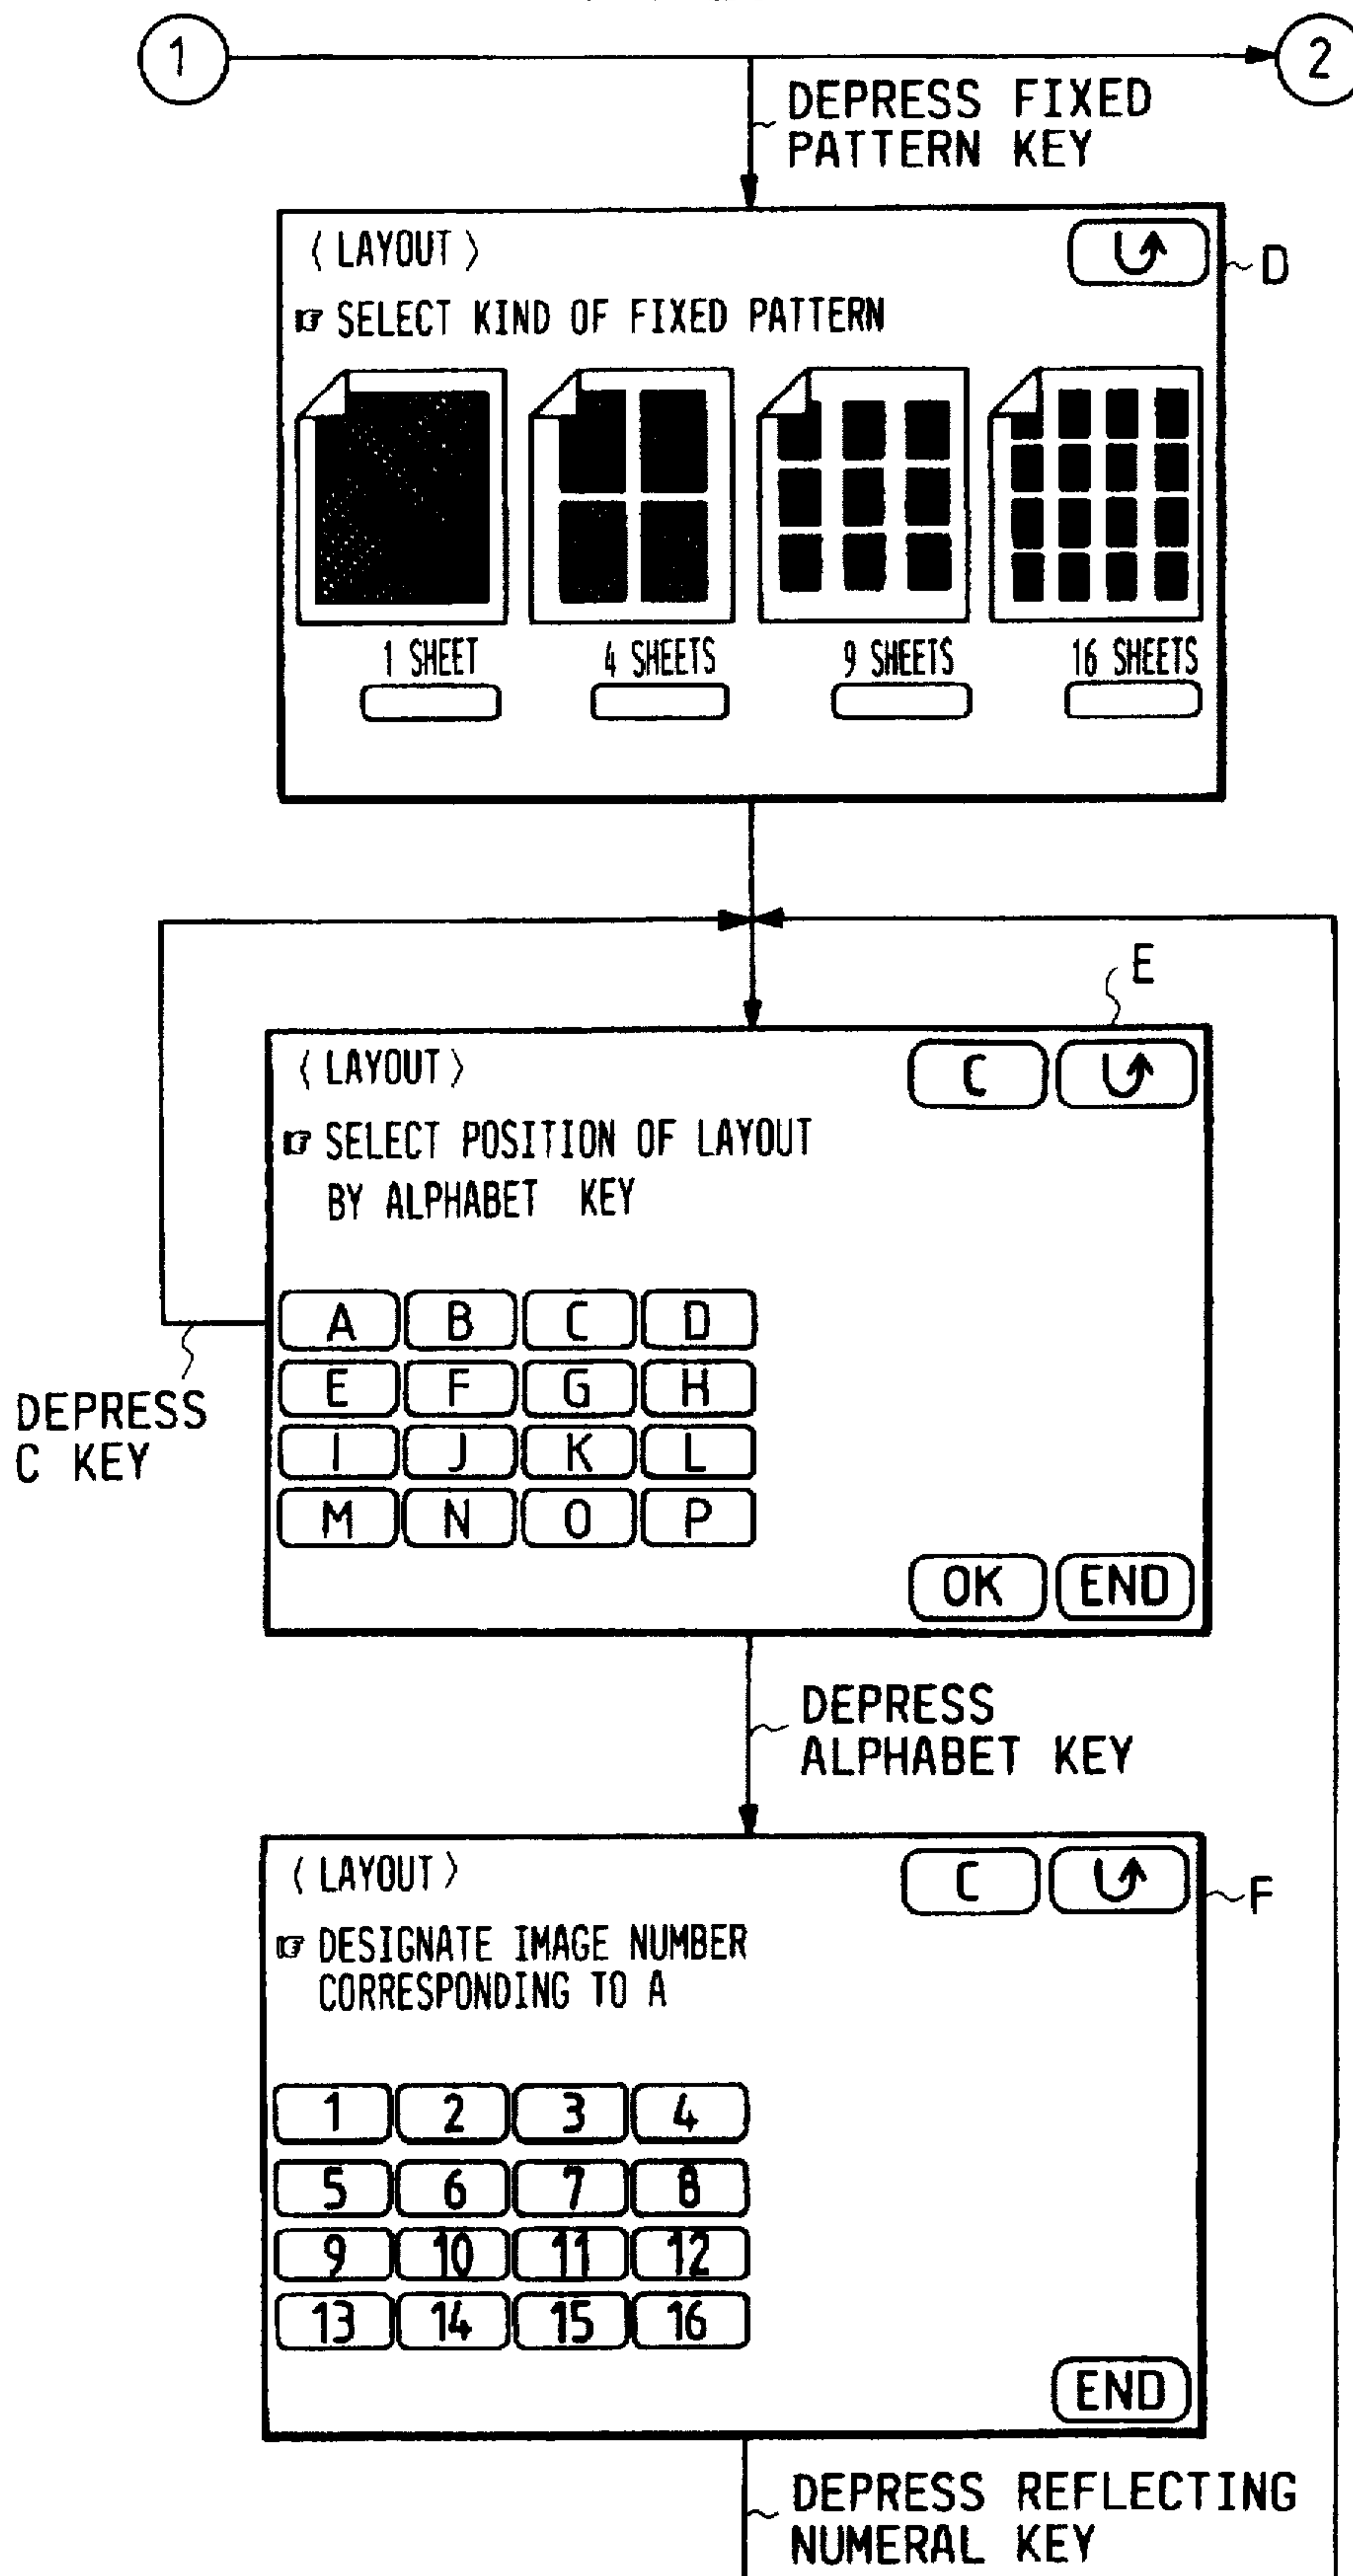 1
2
DEPRESS FIXED
PATTERN KEY
〈 LAYOUT 〉
D
☞ SELECT KIND OF FIXED PATTERN
1 SHEET
4 SHEETS
9 SHEETS
16 SHEETS
E
〈 LAYOUT 〉
C
☞ SELECT POSITION OF LAYOUT
BY ALPHABET KEY
A B C D
E F G H
I J K L
M N O P
DEPRESS
C KEY
OK END
DEPRESS
ALPHABET KEY
〈 LAYOUT 〉
C
F
☞ DESIGNATE IMAGE NUMBER
CORRESPONDING TO A
1 2 3 4
5 6 7 8
9 10 11 12
13 14 15 16
END
DEPRESS REFLECTING
NUMERAL KEY